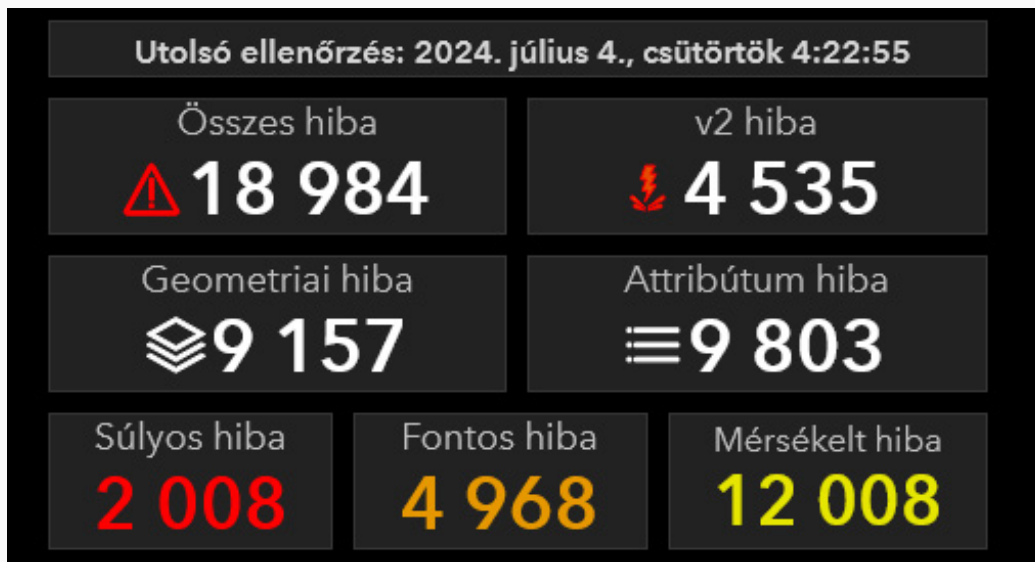 Utolsó ellenőrzés: 2024. július 4., csütörtök 4:22:55
Összes hiba
18 984
v2 hiba
4 535
Geometriai hiba
9 157
Attribútum hiba
9 803
Súlyos hiba
2 008
Fontos hiba
4 968
Mérsékelt hiba
12 008